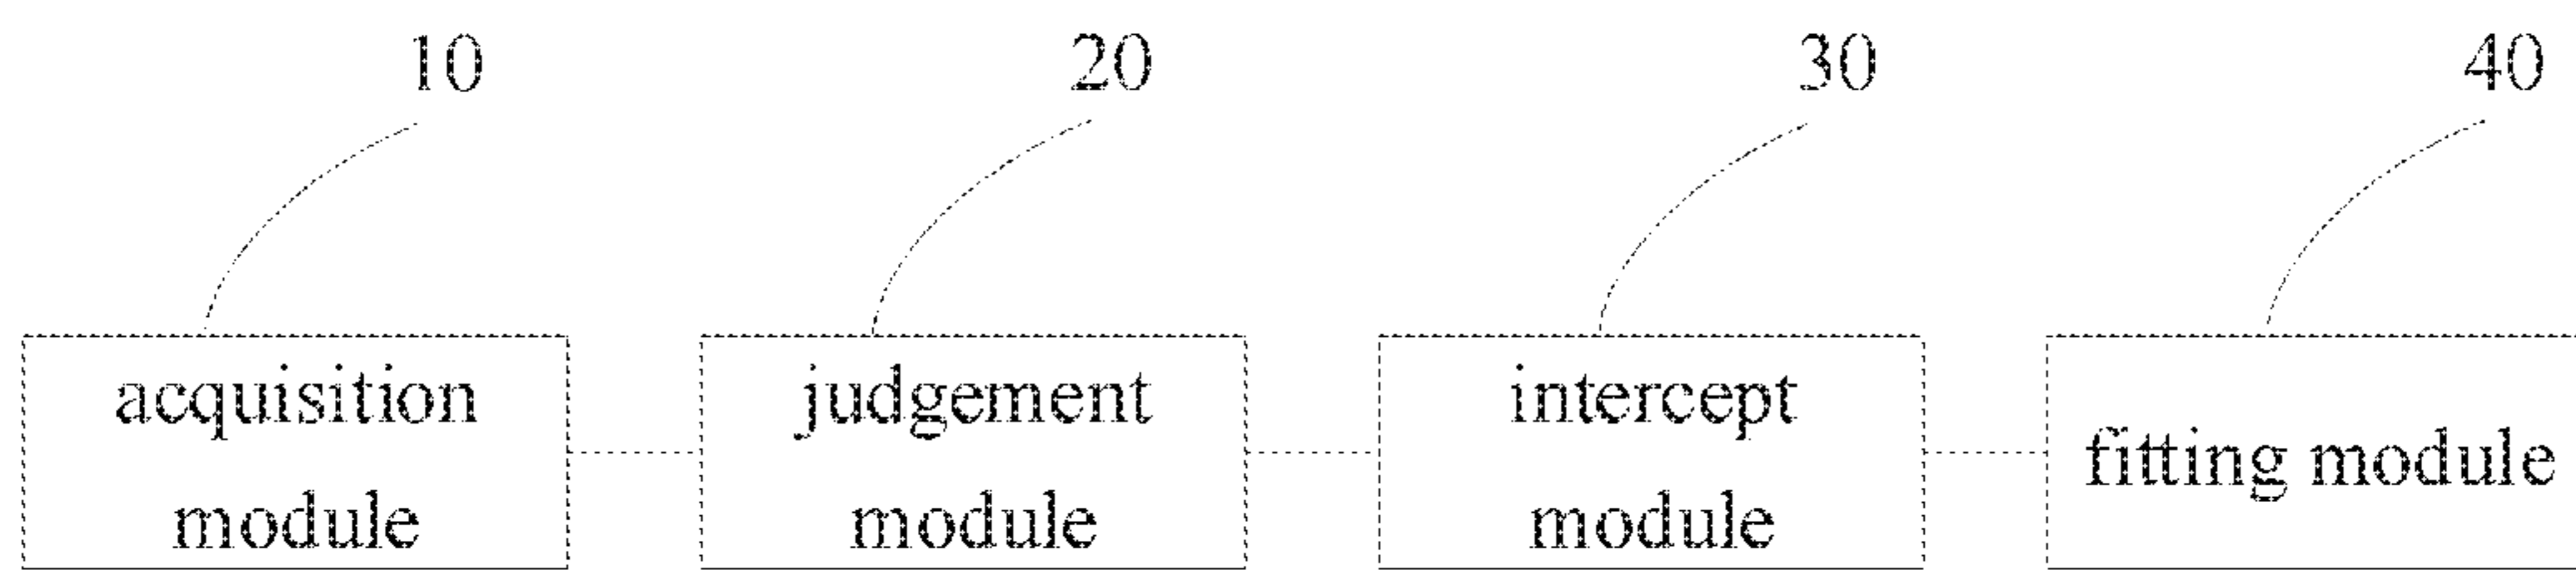 10
20
30
40
acquisition
module
judgement
module
intercept
module
fitting module